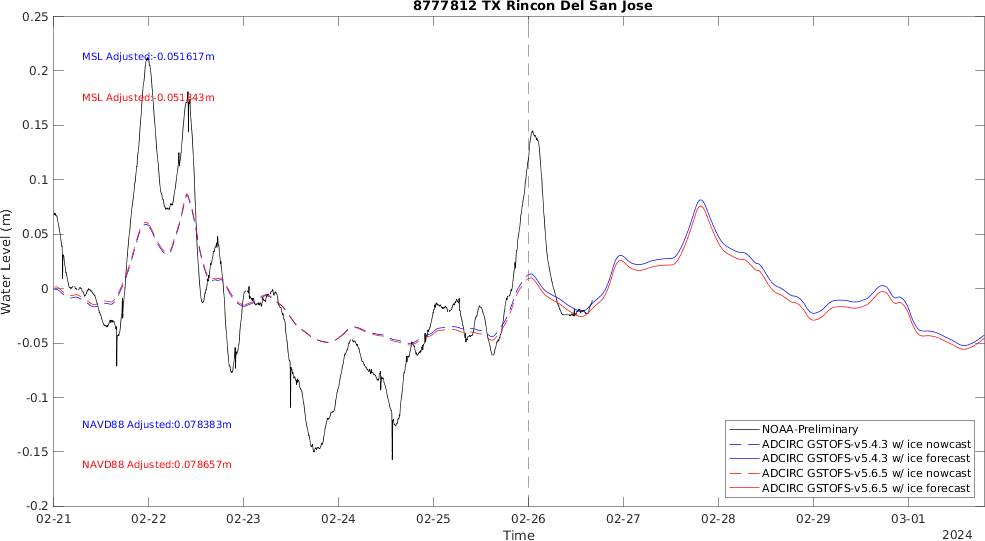 8777812 TX Rincon Del San Jose
0.25
0.2
0.15
0.1
0.05
0
-0.05
-0.1
-0.15
-0.2
Water Level (m)
MSL Adjusted:-0.051617m
MSL Adjusted:-0.051343m
NAVD88 Adjusted:0.078383m
NAVD88 Adjusted:0.078657m
NOAA-Preliminary
ADCIRC GSTOFS-v5.4.3 w/ ice nowcast
ADCIRC GSTOFS-v5.4.3 w/ ice forecast
ADCIRC GSTOFS-v5.6.5 w/ ice nowcast
ADCIRC GSTOFS-v5.6.5 w/ ice forecast
02-21 02-22 02-23 02-24 02-25 02-26 02-27 02-28 02-29 03-01
Time
2024